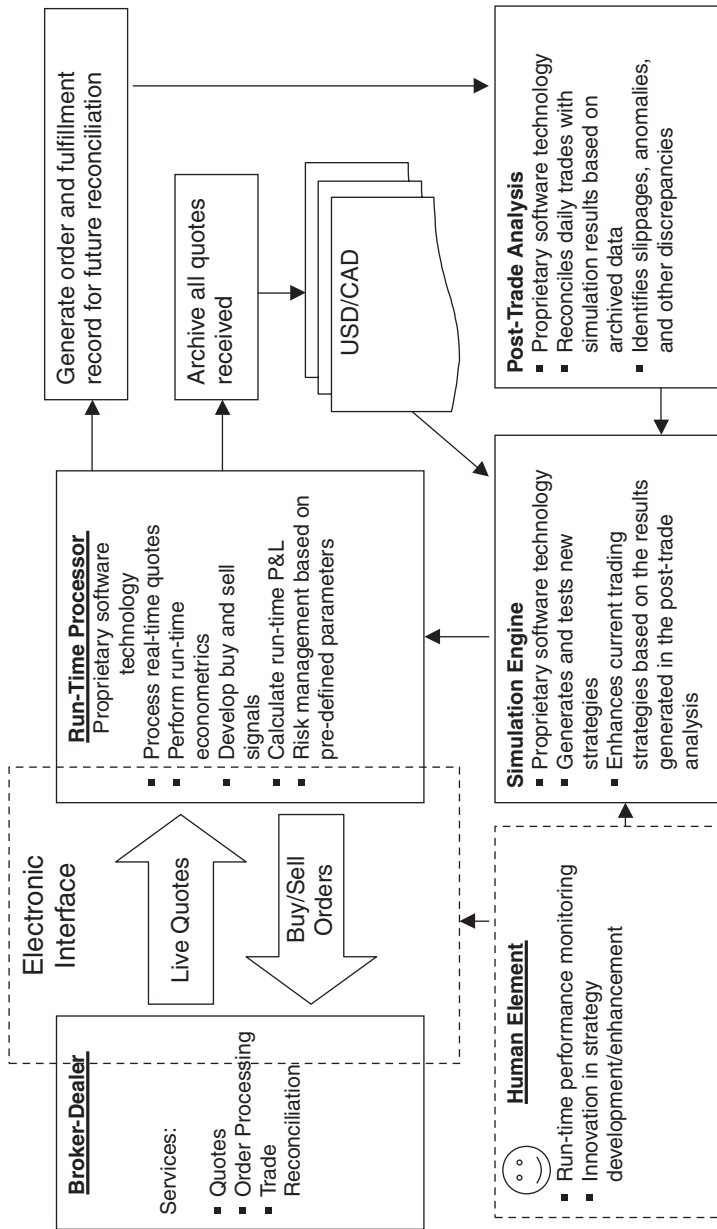 Broker-Dealer
Services:
Quotes
Order Processing
Trade
Reconciliation
Electronic
Interface
Live Quotes
Buy/Sell
Orders
Run-Time Processor
Proprietary software
technology
Process real-time quotes
Perform run-time
econometrics
Develop buy and sell
signals
Calculate run-time P&L
Risk management based on
pre-defined parameters
Generate order and fulfillment
record for future reconciliation
Archive all quotes
received
USD/CAD
Human Element
Run-time performance monitoring
Innovation in strategy
development/enhancement
Simulation Engine
Proprietary software technology
Generates and tests new
strategies
Enhances current trading
strategies based on the results
generated in the post-trade
analysis
Post-Trade Analysis
Proprietary software technology
Reconciles daily trades with
simulation results based on
archived data
Identifies slippages, anomalies,
and other discrepancies